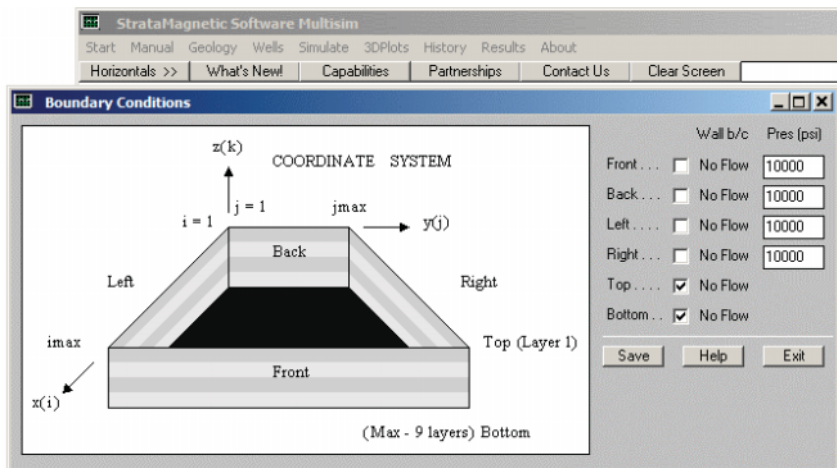 StrataMagnetic Software Multisim
Start Manual Geology Wells Simulate 3DPlots History Results About
Horizontals >> What's New! Capabilities Partnerships Contact Us Clear Screen
Boundary Conditions
z(k)
COORDINATE SYSTEM
i = 1
j = 1
jmax
y(j)
Back
Left
Right
imax
Top (Layer 1)
Front
x(i)
(Max - 9 layers) Bottom
Wall b/c Pres (psi)
Front . . . No Flow 10000
Back . . . No Flow 10000
Left . . . . No Flow 10000
Right . . . No Flow 10000
Top . . . . No Flow
Bottom . . No Flow
Save Help Exit